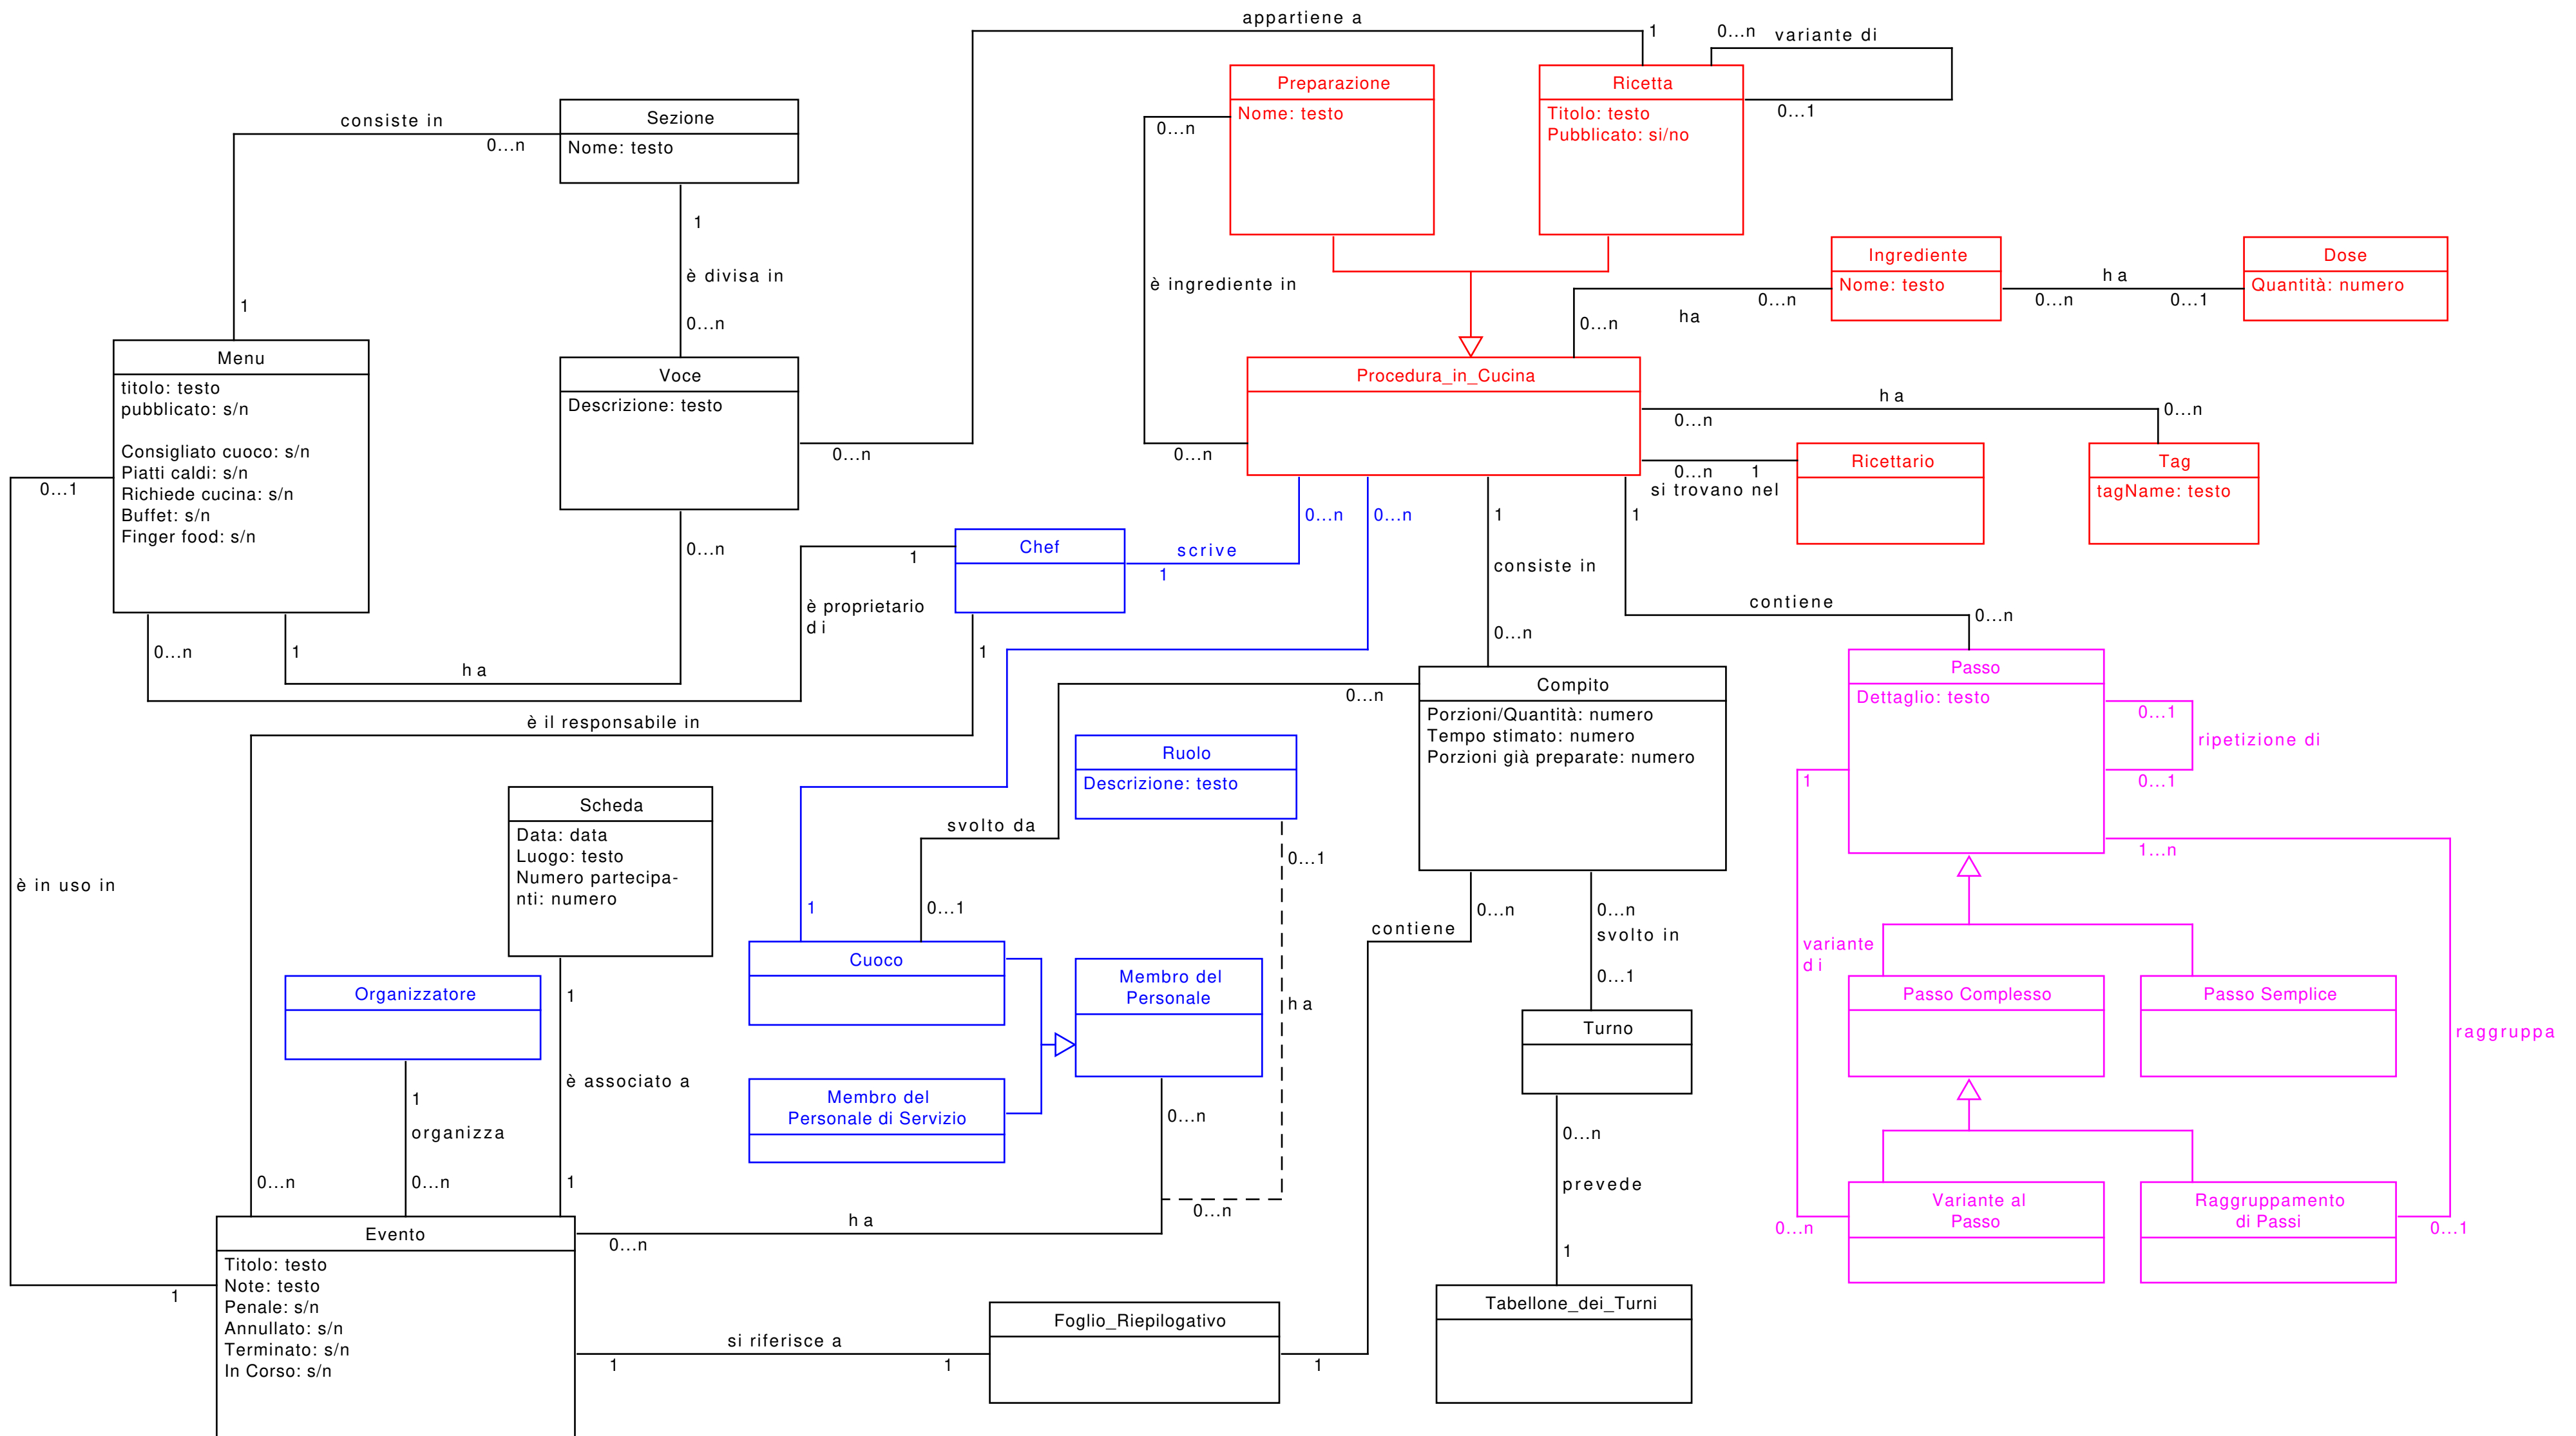 appartiene a
1
0...n
variante di
0...1
Preparazione
Nome: testo
Ricetta
Titolo: testo
Pubblicato: si/no
consiste in
0...n
1
Sezione
Nome: testo
1
è divisa in
0...n
0...n
è ingrediente in
0...n
Ingrediente
Nome: testo
ha
0...n
0...1
Dose
Quantità: numero
0...n
0...n
ha
Menu
titolo: testo
pubblicato: s/n
Consigliato cuoco: s/n
Piatti caldi: s/n
Richiede cucina: s/n
Buffet: s/n
Finger food: s/n
Voce
Descrizione: testo
0...n
0...n
Procedura_in_Cucina
ha
0...n
0...n
0...n
1
si trovano nel
Ricettario
Tag
tagName: testo
0...1
Chef
1
scrive
1
0...n
0...n
1
consiste in
0...n
1
contiene
0...n
è proprietario
di
0...n
1
ha
1
è il responsabile in
0...n
Compito
Porzioni/Quantità: numero
Tempo stimato: numero
Porzioni già preparate: numero
Passo
Dettaglio: testo
0...1
ripetizione di
0...1
1
1...n
Ruolo
Descrizione: testo
Scheda
Data: data
Luogo: testo
Numero partecipa-
nti: numero
svolto da
0...1
è in uso in
1
0...1
0...n
contiene
0...n
svolto in
0...1
variante
di
Cuoco
Membro del
Personale
ha
Organizzatore
1
Passo Complesso
Passo Semplice
raggruppa
Turno
è associato a
1
organizza
Membro del
Personale di Servizio
0...n
0...n
prevede
1
0...n
0...n
1
0...n
Variante al
Passo
Raggruppamento
di Passi
0...n
0...1
ha
0...n
Evento
Titolo: testo
Note: testo
Penale: s/n
Annullato: s/n
Terminato: s/n
In Corso: s/n
1
si riferisce a
1
1
Foglio_Riepilogativo
1
Tabellone_dei_Turni